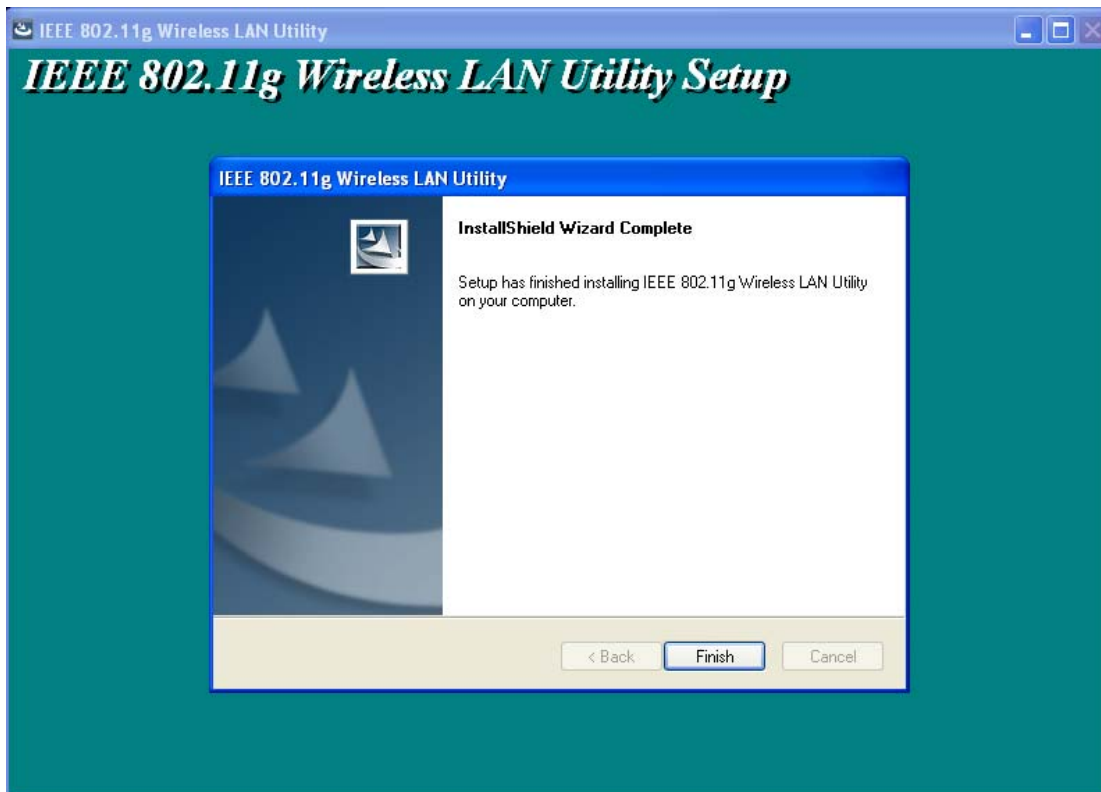 IEEE 802.11g Wireless LAN Utility
IEEE 802.11g Wireless LAN Utility Setup
IEEE 802.11g Wireless LAN Utility
InstallShield Wizard Complete
Setup has finished installing IEEE 802.11g Wireless LAN Utility
on your computer.
< Back Finish Cancel